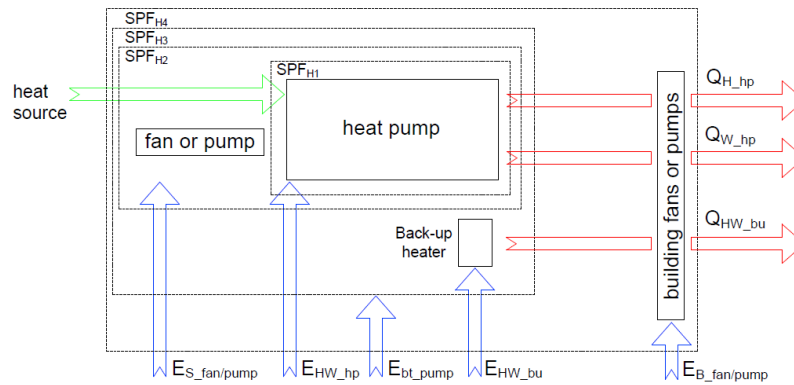 SPFH4
SPFH3
SPFH2
SPFH1
heat
source
fan or pump
heat pump
Back-up
heater
building fans or pumps
QH_hp
QW_hp
QHW_bu
ES_fan/pump
EHW_hp
Ebt_pump
EHW_bu
EB_fan/pump